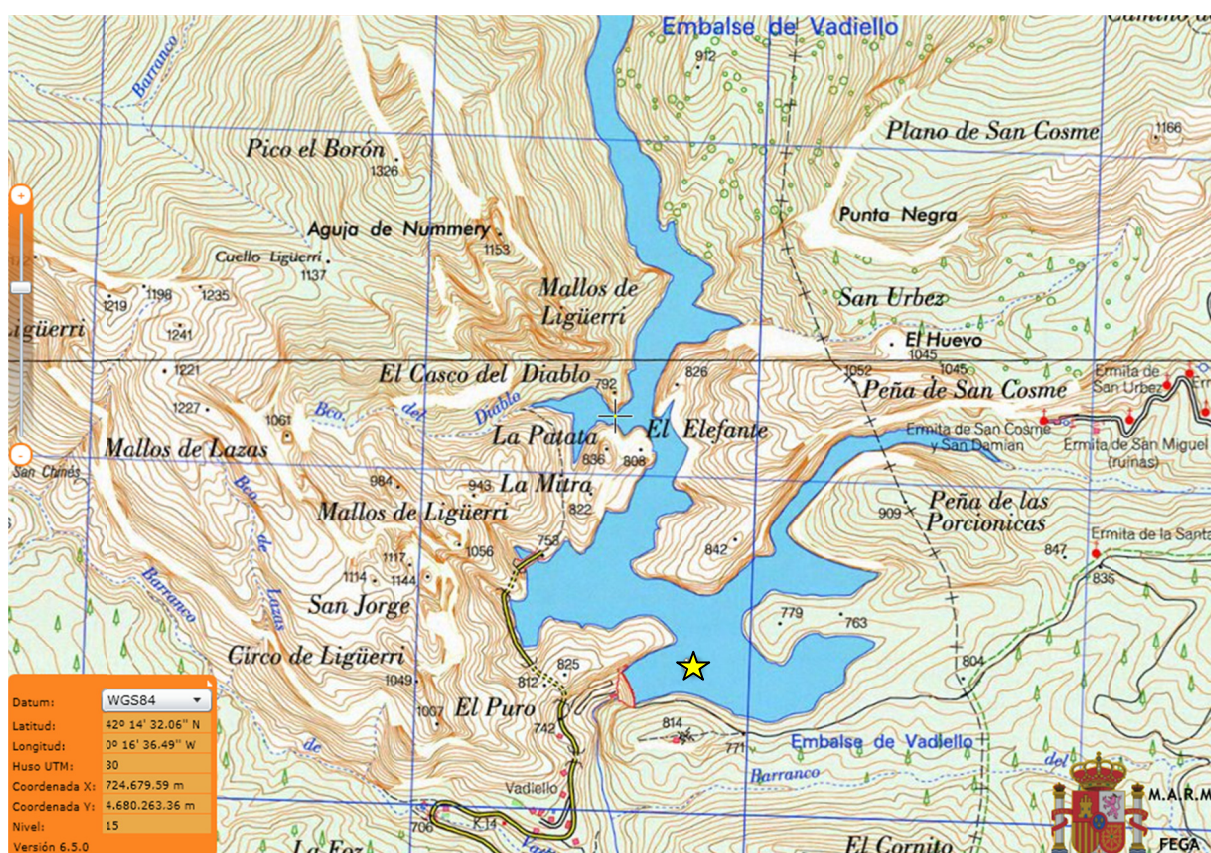 Embalse de Vadiello
Barranco
912
Plano de San Cosme
1166
Pico el Borón
1326
Aguja de Nummery
1153
Punta Negra
Cuello Ligüerri
1137
Mallos de
Ligüerri
San Urbez
1219
1198
1235
1241
El Huevo
1045
1221
El Casco del Diablo
792
826
1052
1045
Peña de San Cosme
Ermita de
San Urbez
1227
1061
Bco. del Diablo
Mallos de Lazas
La Patata
836
808
El Elefante
Ermita de San Cosme
y San Damian
Ermita de San Miguel
(ruinas)
San Chinés
984
943
La Mitra
822
Mallos de Ligüerri
Peña de las
Porcionicas
909
Bco. de Lazas
758
842
847
Ermita de la Santa
835
1056
1117
1114
1144
San Jorge
Barranco
779
763
Circo de Ligüerri
1049
825
812
804
El Puro
1067
742
814
771
Embalse de Vadiello
de
Barranco
del
Vadiello
706
K.14
La Foz
El Cornito
Datum: WGS84
Latitud: 42º 14' 32.06'' N
Longitud: 0º 16' 36.49'' W
Huso UTM: 30
Coordenada X: 724.679.59 m
Coordenada Y: 4.680.263.36 m
Nivel: 15
Versión 6.5.0
M.A.R.M
FEGA